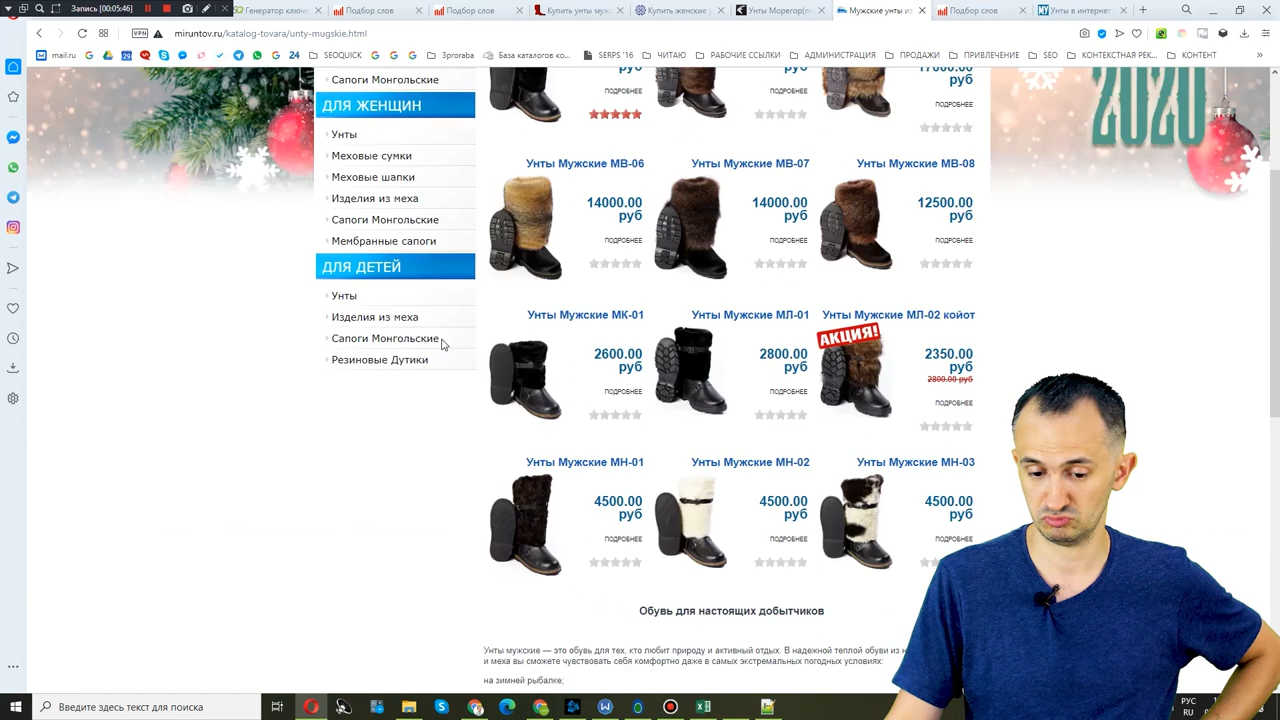 Запись [00:05:46]
Генератор ключе
Подбор слов
Подбор слов
Купить унты муж
Купить женские у
Унты Mopeгор(m
Мужские унты из
Подбор слов
Унты в интернет
VPN
miruntov.ru/katalog-tovara/unty-mugskie.html
mail.ru
24
SEOQUICK
3proraba
База каталогов ко...
SERPS '16
ЧИТАЮ
РАБОЧИЕ ССЫЛКИ
АДМИНИСТРАЦИЯ
ПРОДАЖИ
ПРИВЛЕЧЕНИЕ
SEO
КОНТЕКСТНАЯ РЕК...
КОНТЕНТ
2020
Сапоги Монгольские
ДЛЯ ЖЕНЩИН
Унты
Меховые сумки
Меховые шапки
Изделия из меха
Сапоги Монгольские
Мембранные сапоги
ДЛЯ ДЕТЕЙ
Унты
Изделия из меха
Сапоги Монгольские
Резиновые Дутики
руб
ПОДРОБНЕЕ
руб
ПОДРОБНЕЕ
17000.00
руб
ПОДРОБНЕЕ
Унты Мужские МВ-06
14000.00
руб
ПОДРОБНЕЕ
Унты Мужские МВ-07
14000.00
руб
ПОДРОБНЕЕ
Унты Мужские МВ-08
12500.00
руб
ПОДРОБНЕЕ
Унты Мужские МК-01
2600.00
руб
ПОДРОБНЕЕ
Унты Мужские МЛ-01
2800.00
руб
ПОДРОБНЕЕ
Унты Мужские МЛ-02 койот
АКЦИЯ!
2350.00
руб
2800.00 руб
ПОДРОБНЕЕ
Унты Мужские МН-01
4500.00
руб
ПОДРОБНЕЕ
Унты Мужские МН-02
4500.00
руб
ПОДРОБНЕЕ
Унты Мужские МН-03
4500.00
руб
ПОДРОБНЕЕ
Обувь для настоящих добытчиков
Унты мужские — это обувь для тех, кто любит природу и активный отдых. В надежной теплой обуви из н
и меха вы сможете чувствовать себя комфортно даже в самых экстремальных погодных условиях:
на зимней рыбалке;
Введите здесь текст для поиска
РУС
RU